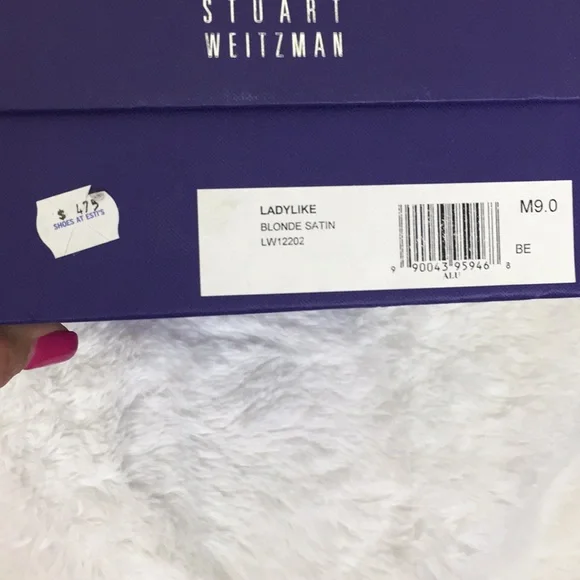 STUART
WEITZMAN
$ 475
SHOES AT ESTI'S
LADYLIKE
BLONDE SATIN
LW12202
M9.0
BE
9 90043 95946 8
ALU